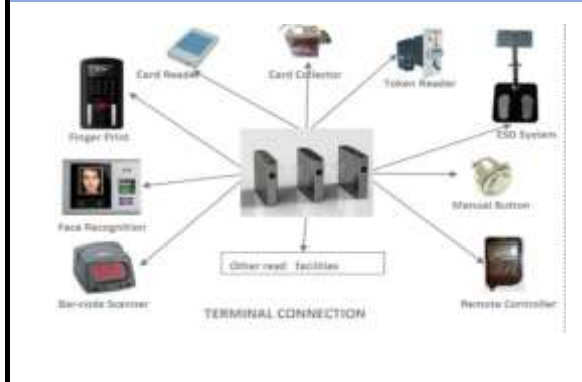 Card Reader
Card Collector
Token Reader
Finger Print
ESD System
Face Recognition
Manual Button
Other read facilities
Bar-code Scanner
Remote Controller
TERMINAL CONNECTION